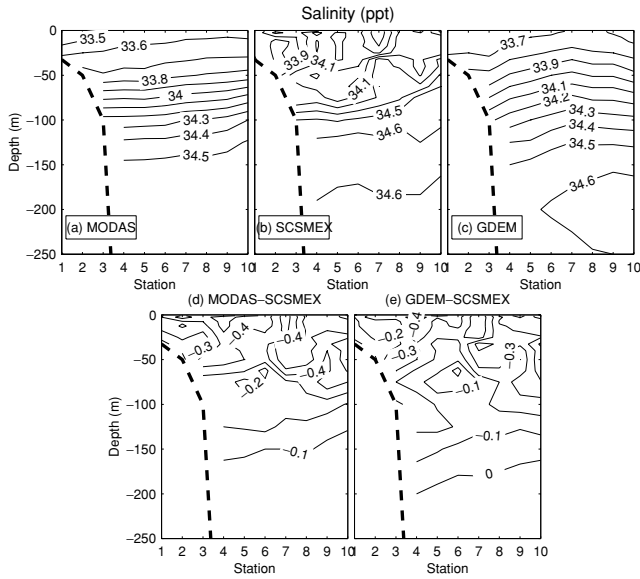 Salinity (ppt)
0
−50
−100
−150
−200
−250
Depth (m)
33.5
33.6
33.8
34
34.3
34.4
34.5
(a) MODAS
1 2 3 4 5 6 7 8 9 10
Station
33.9
34.1
34.1
34.5
34.6
34.6
(b) SCSMEX
1 2 3 4 5 6 7 8 9 10
Station
33.7
33.9
34.1
34.2
34.3
34.4
34.5
34.6
(c) GDEM
1 2 3 4 5 6 7 8 9 10
Station
(d) MODAS−SCSMEX
0
−50
−100
−150
−200
−250
Depth (m)
−0.4
−0.3
−0.4
−0.4
−0.2
−0.1
1 2 3 4 5 6 7 8 9 10
Station
(e) GDEM−SCSMEX
−0.4
−0.2
−0.3
−0.3
−0.1
−0.1
0
1 2 3 4 5 6 7 8 9 10
Station